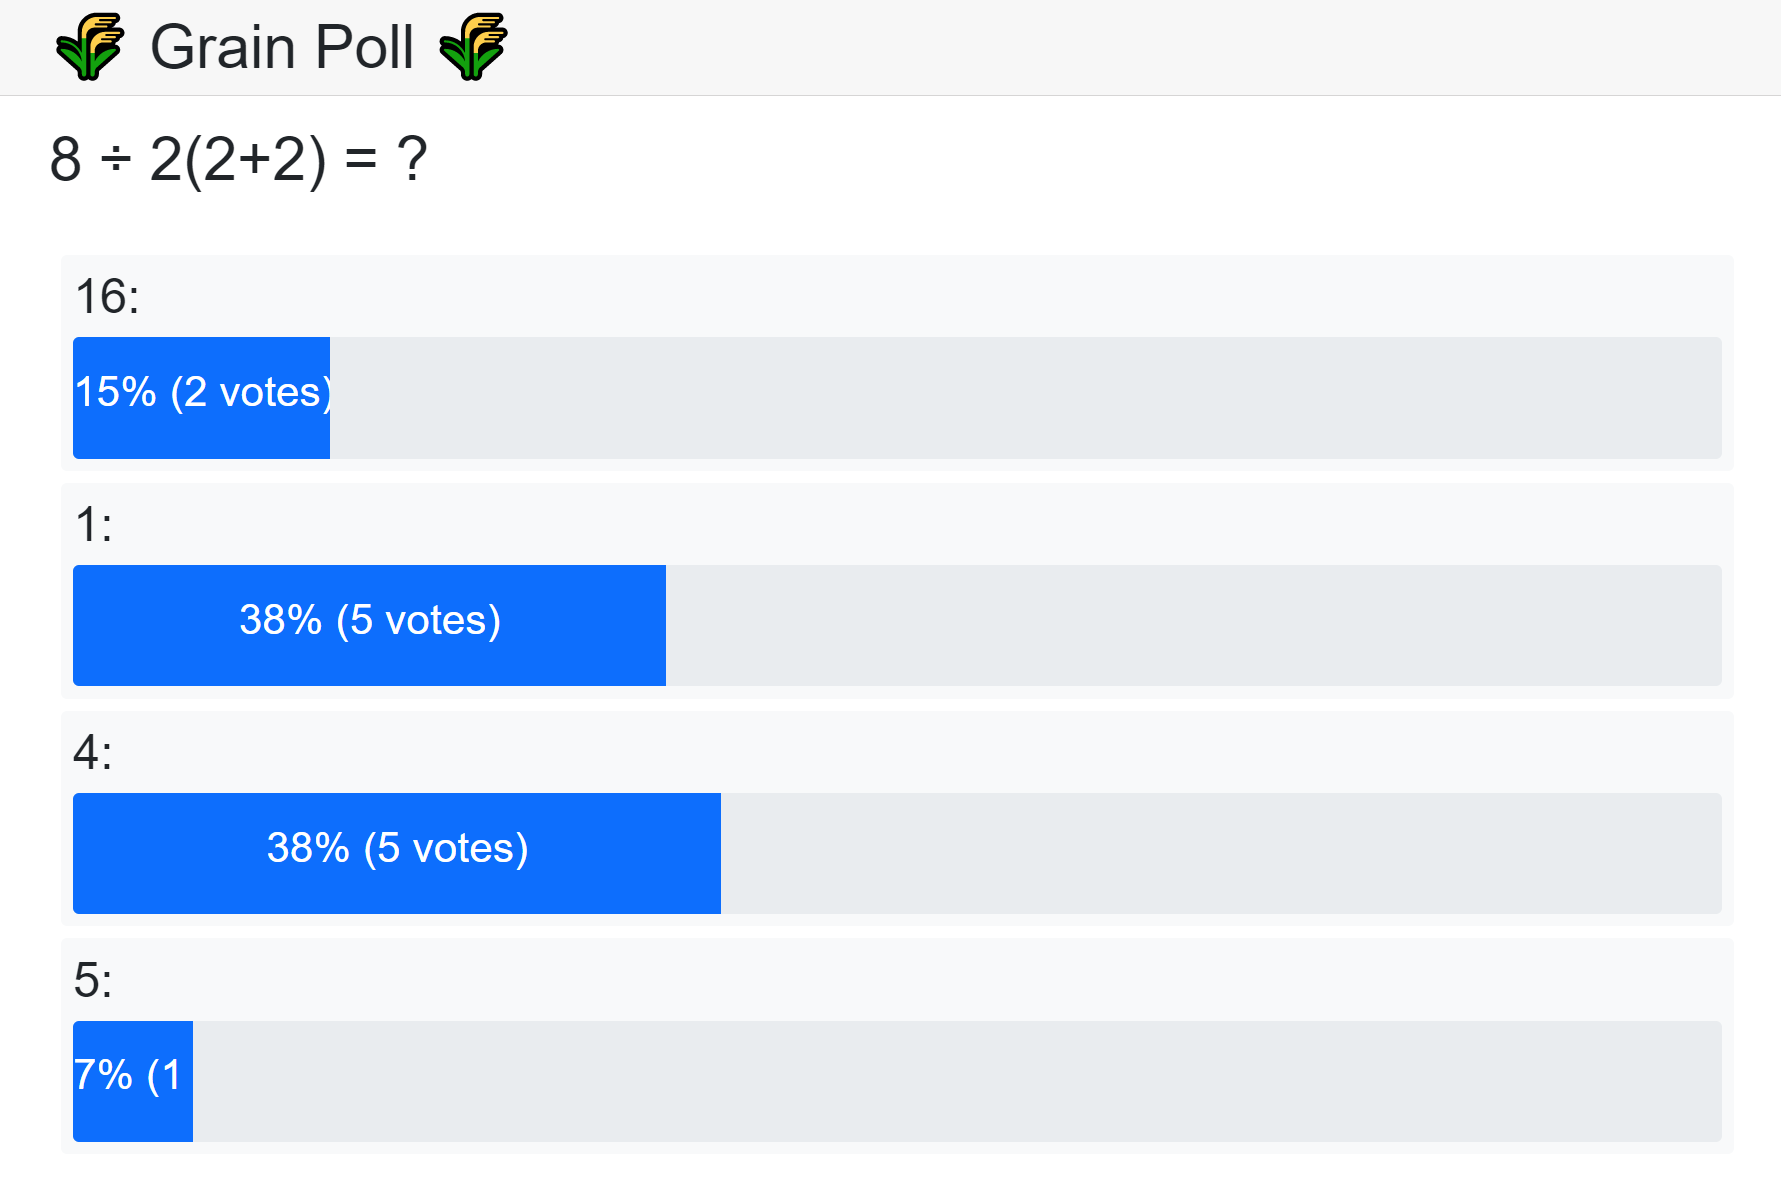 Grain Poll
8 ÷ 2(2+2) = ?
16:
15% (2 votes)
1:
38% (5 votes)
4:
38% (5 votes)
5:
7% (1